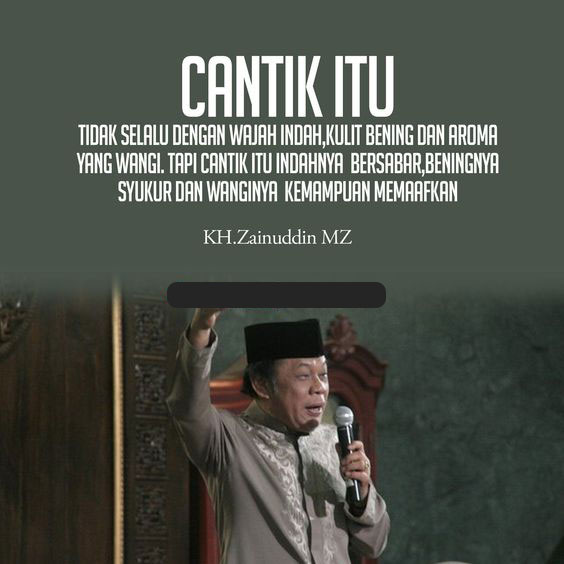 CANTIK ITU
TIDAK SELALU DENGAN WAJAH INDAH,KULIT BENING DAN AROMA
YANG WANGI. TAPI CANTIK ITU INDAHNYA BERSABAR,BENINGNYA
SYUKUR DAN WANGINYA KEMAMPUAN MEMAAFKAN
KH.Zainuddin MZ